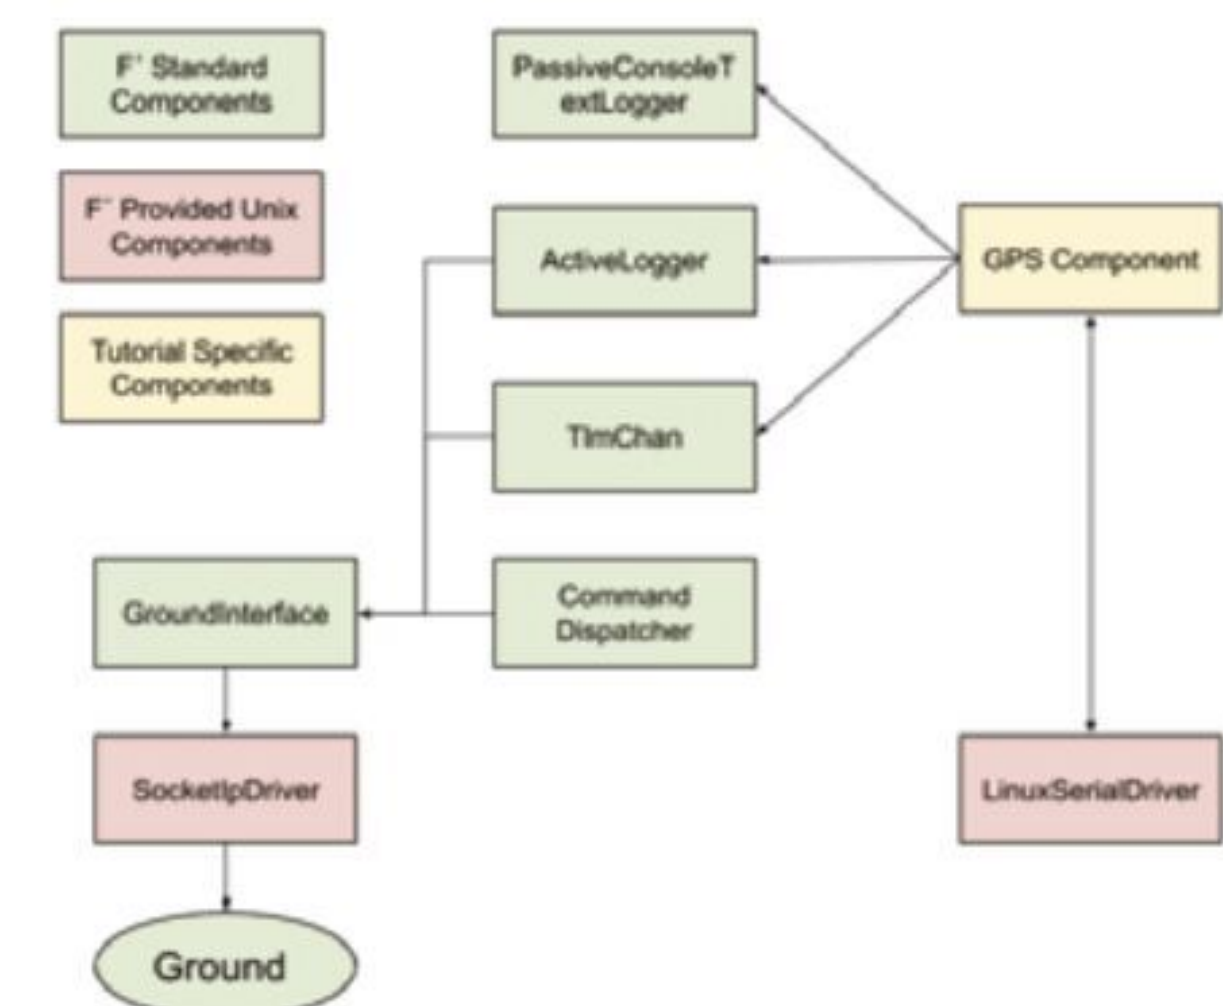 F´ Standard
Components
F´ Provided Unix
Components
Tutorial Specific
Components
PassiveConsoleT
extLogger
ActiveLogger
TlmChan
Command
Dispatcher
GPS Component
GroundInterface
SocketIpDriver
LinuxSerialDriver
Ground